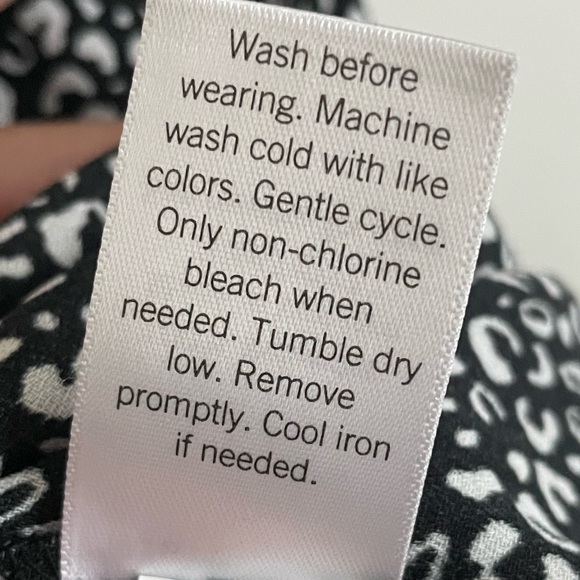 Wash before
wearing. Machine
wash cold with like
colors. Gentle cycle.
Only non-chlorine
bleach when
needed. Tumble dry
low. Remove
promptly. Cool iron
if needed.